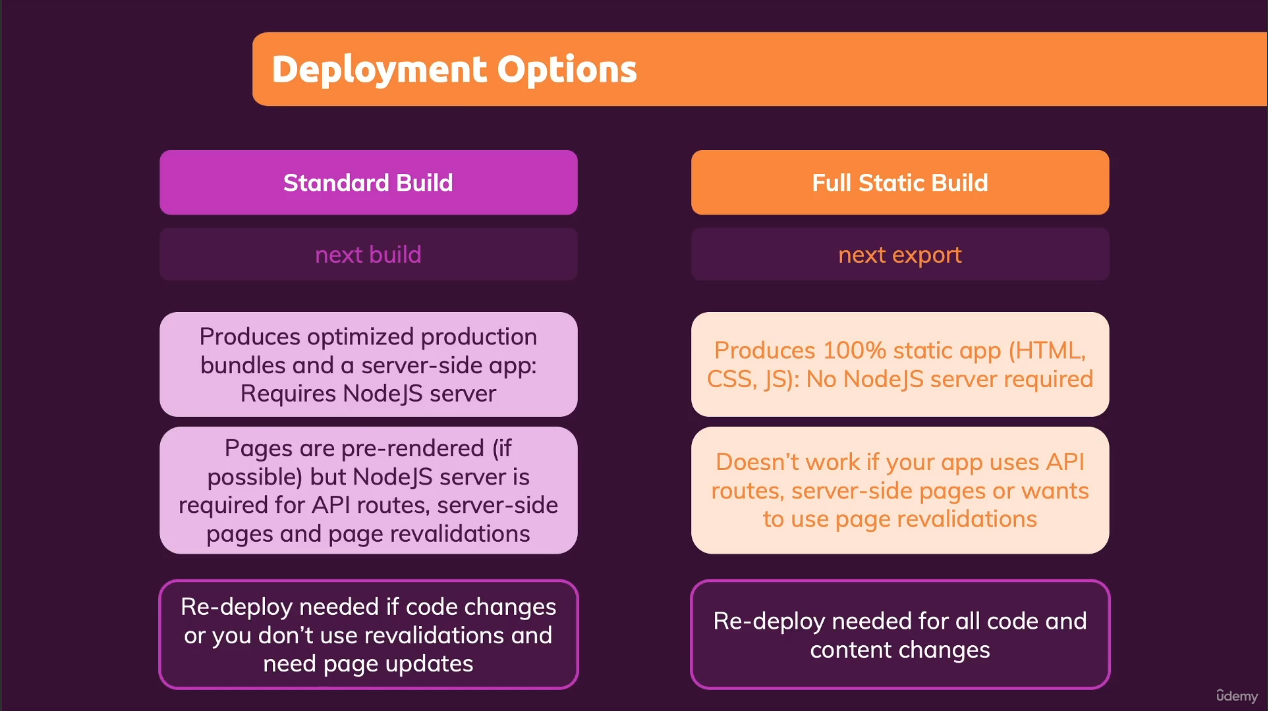 Deployment Options
Standard Build
next build
Produces optimized production
bundles and a server-side app:
Requires NodeJS server
Pages are pre-rendered (if
possible) but NodeJS server is
required for API routes, server-side
pages and page revalidations
Re-deploy needed if code changes
or you don’t use revalidations and
need page updates
Full Static Build
next export
Produces 100% static app (HTML,
CSS, JS): No NodeJS server required
Doesn’t work if your app uses API
routes, server-side pages or wants
to use page revalidations
Re-deploy needed for all code and
content changes
ûdemy